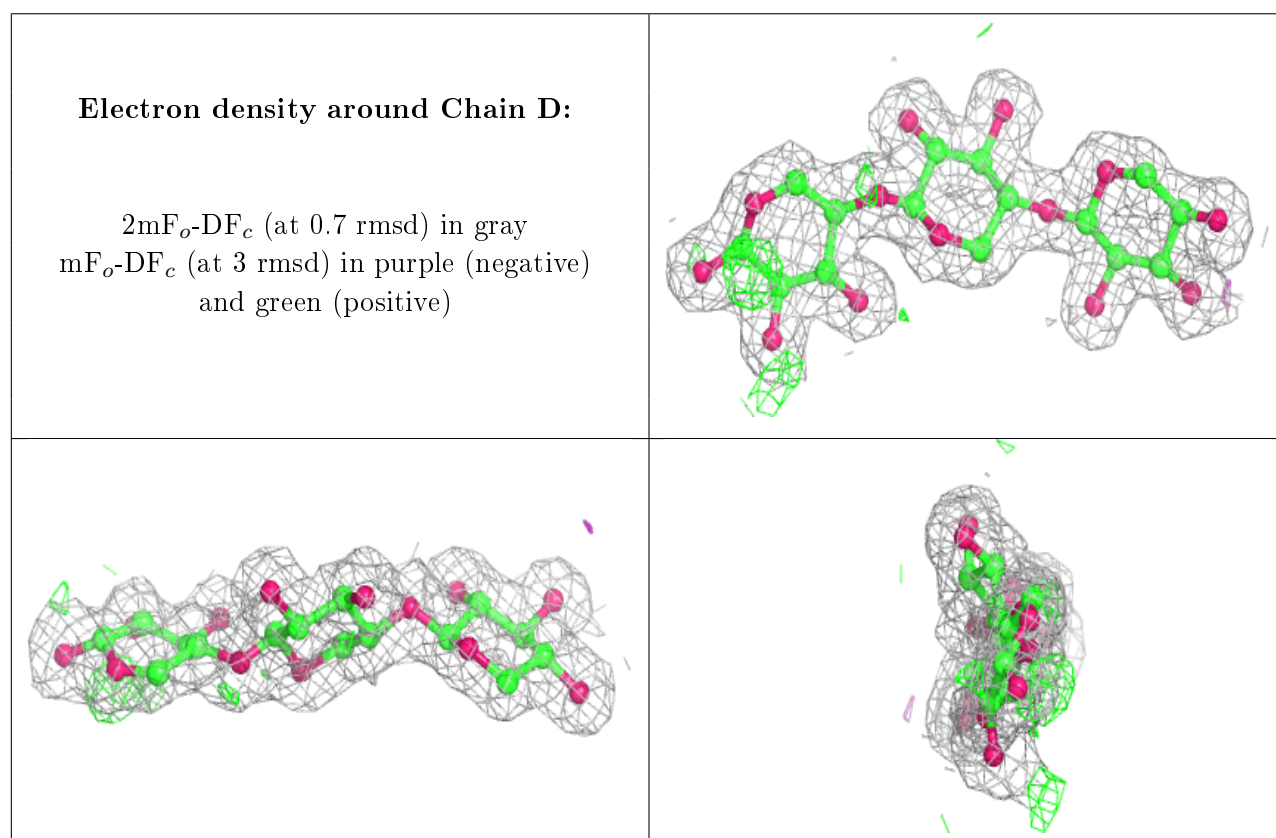 Electron density around Chain D:
2mFₒ-DF𝒸 (at 0.7 rmsd) in gray
mFₒ-DF𝒸 (at 3 rmsd) in purple (negative)
and green (positive)